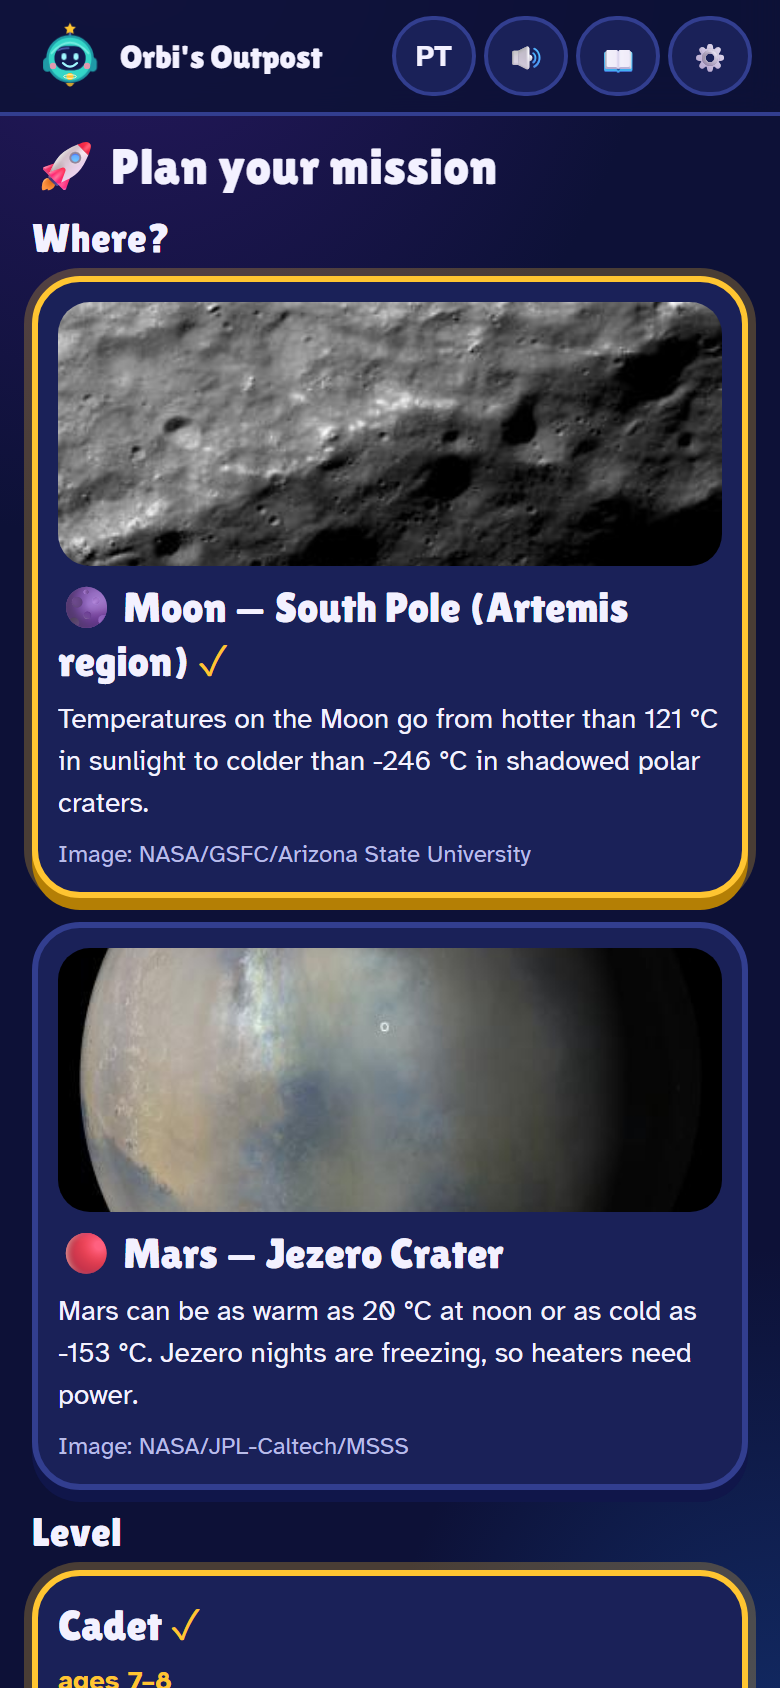 Orbi's Outpost
PT
Plan your mission
Where?
Moon — South Pole (Artemis
region) ✓
Temperatures on the Moon go from hotter than 121 °C
in sunlight to colder than -246 °C in shadowed polar
craters.
Image: NASA/GSFC/Arizona State University
Mars — Jezero Crater
Mars can be as warm as 20 °C at noon or as cold as
-153 °C. Jezero nights are freezing, so heaters need
power.
Image: NASA/JPL-Caltech/MSSS
Level
Cadet ✓
ages 7–8